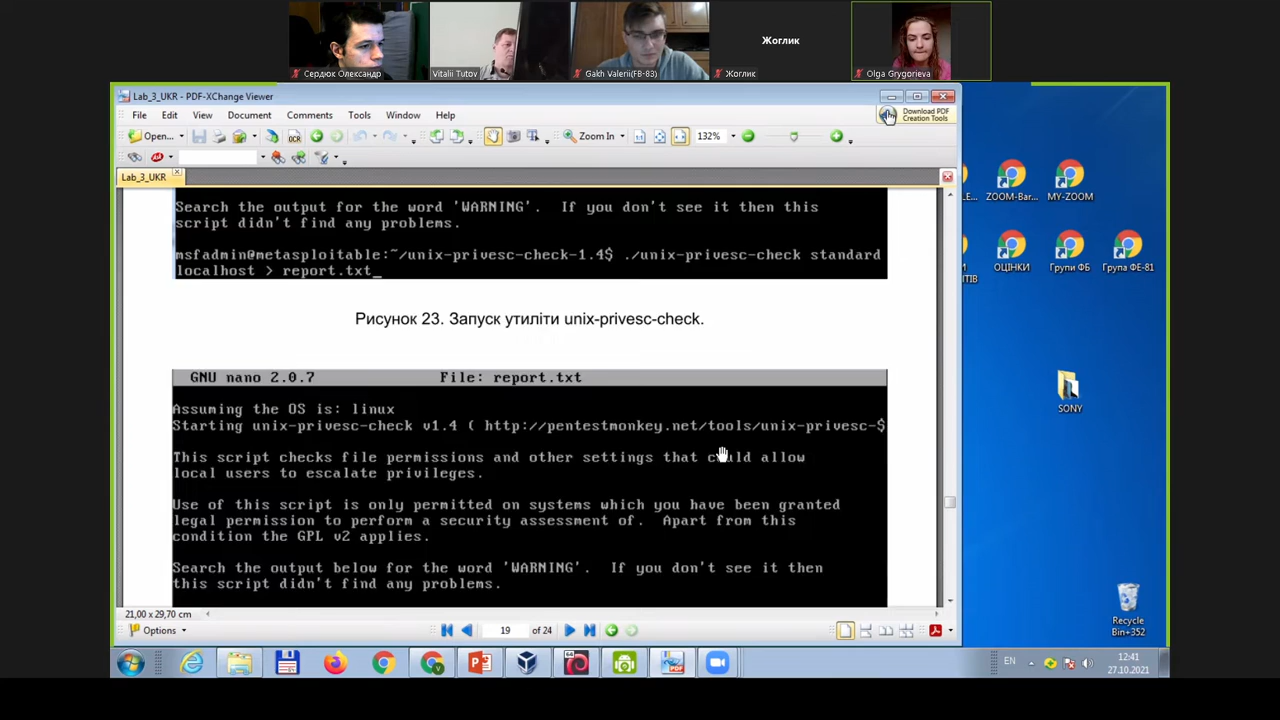 Сердюк Олександр
Vitalii Tutov
Gakh Valerii(FB-83)
Жоглик
Жоглик
Olga Grygorieva
Lab_3_UKR - PDF-XChange Viewer
File Edit View Document Comments Tools Window Help
Download PDF
Creation Tools
Open...
OCR
Zoom In
132%
Lab_3_UKR
Search the output for the word 'WARNING'. If you don't see it then this
script didn't find any problems.
msfadmin@metasploitable:~/unix-privesc-check-1.4$ ./unix-privesc-check standard
localhost > report.txt_
Рисунок 23. Запуск утиліти unix-privesc-check.
GNU nano 2.0.7 File: report.txt
Assuming the OS is: linux
Starting unix-privesc-check v1.4 ( http://pentestmonkey.net/tools/unix-privesc-$
This script checks file permissions and other settings that could allow
local users to escalate privileges.
Use of this script is only permitted on systems which you have been granted
legal permission to perform a security assessment of. Apart from this
condition the GPL v2 applies.
Search the output below for the word 'WARNING'. If you don't see it then
this script didn't find any problems.
21,00 x 29,70 cm
Options
19 of 24
ZOOM-Bar...
MY-ZOOM
ОЦІНКИ
Групи ФБ
Група ФЕ-81
SONY
Recycle
Bin+352
EN
12:41
27.10.2021